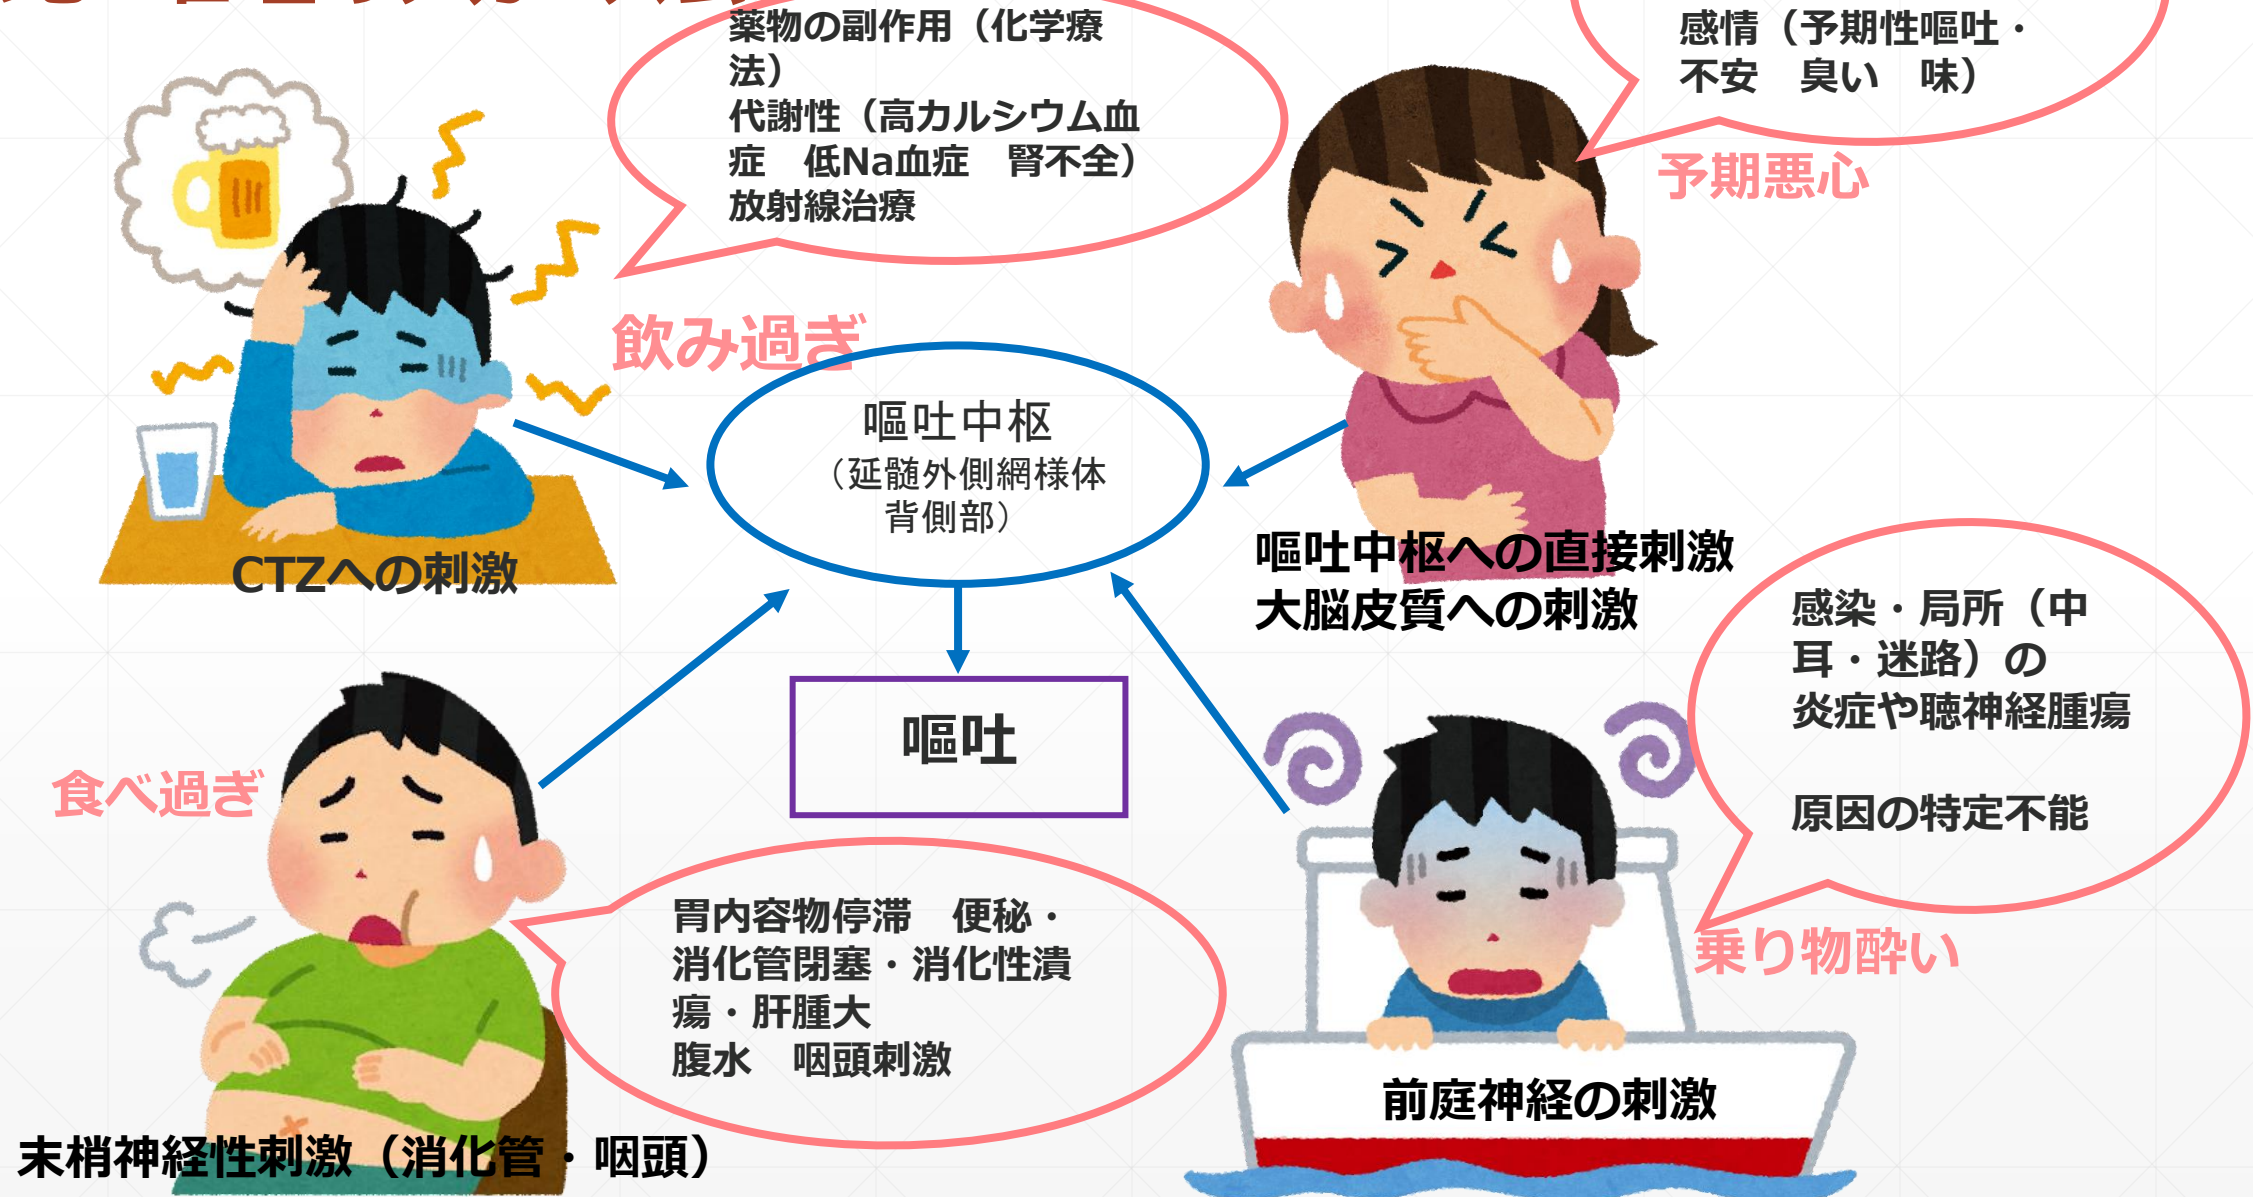 薬物の副作用（化学療
法）
代謝性（高カルシウム血
症　低Na血症　腎不全）
放射線治療
感情（予期性嘔吐・
不安　臭い　味）
予期悪心
飲み過ぎ
嘔吐中枢
（延髄外側網様体
背側部）
CTZへの刺激
嘔吐中枢への直接刺激
大脳皮質への刺激
感染・局所（中
耳・迷路）の
炎症や聴神経腫瘍
原因の特定不能
嘔吐
食べ過ぎ
胃内容物停滞　便秘・
消化管閉塞・消化性潰
瘍・肝腫大
腹水　咽頭刺激
乗り物酔い
前庭神経の刺激
末梢神経性刺激（消化管・咽頭）